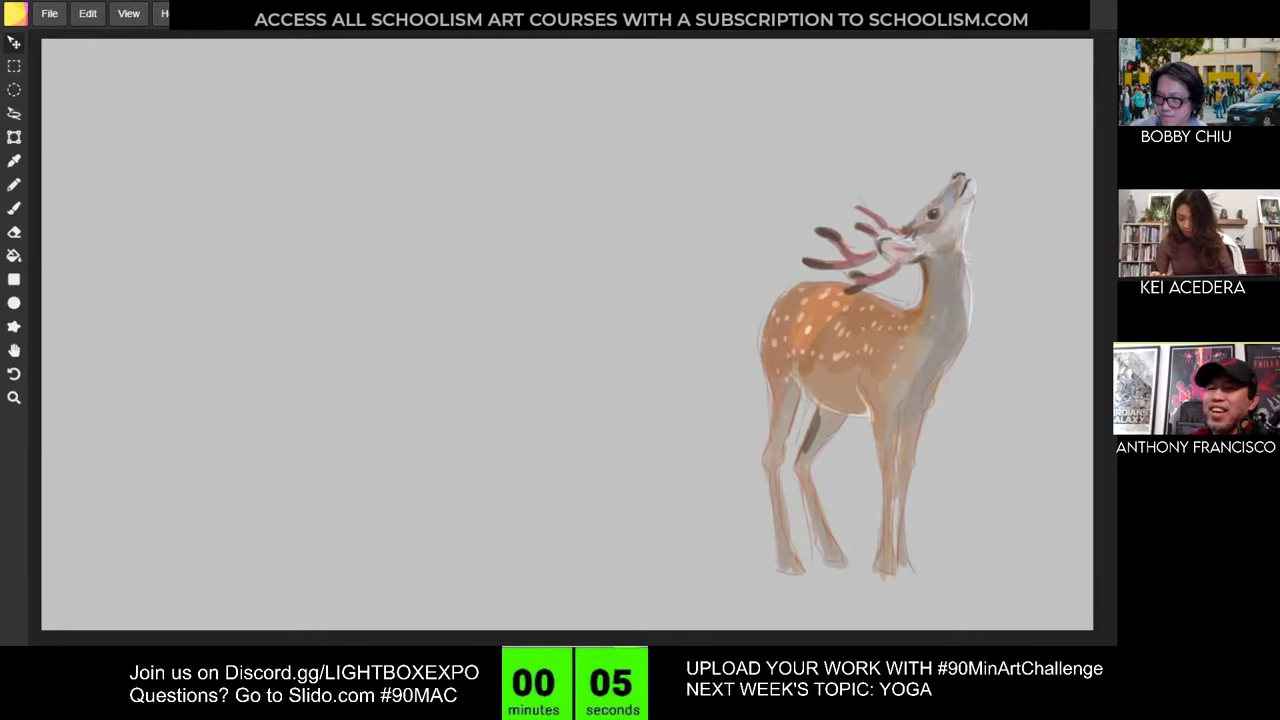 File Edit View H
ACCESS ALL SCHOOLISM ART COURSES WITH A SUBSCRIPTION TO SCHOOLISM.COM
BOBBY CHIU
KEI ACEDERA
ANTHONY FRANCISCO
Join us on Discord.gg/LIGHTBOXEXPO
Questions? Go to Slido.com #90MAC
00 05
minutes seconds
UPLOAD YOUR WORK WITH #90MinArtChallenge
NEXT WEEK'S TOPIC: YOGA